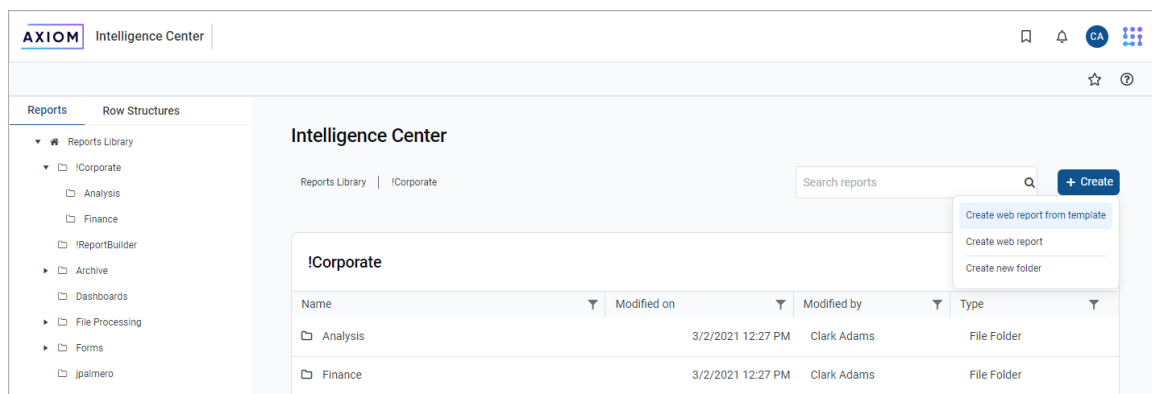 AXIOM Intelligence Center CA
Reports Row Structures
Reports Library
!Corporate
Analysis
Finance
!ReportBuilder
Archive
Dashboards
File Processing
Forms
jpalmero
Intelligence Center
Reports Library | !Corporate
Search reports
+ Create
Create web report from template
Create web report
Create new folder
!Corporate
Name Modified on Modified by Type
Analysis 3/2/2021 12:27 PM Clark Adams File Folder
Finance 3/2/2021 12:27 PM Clark Adams File Folder